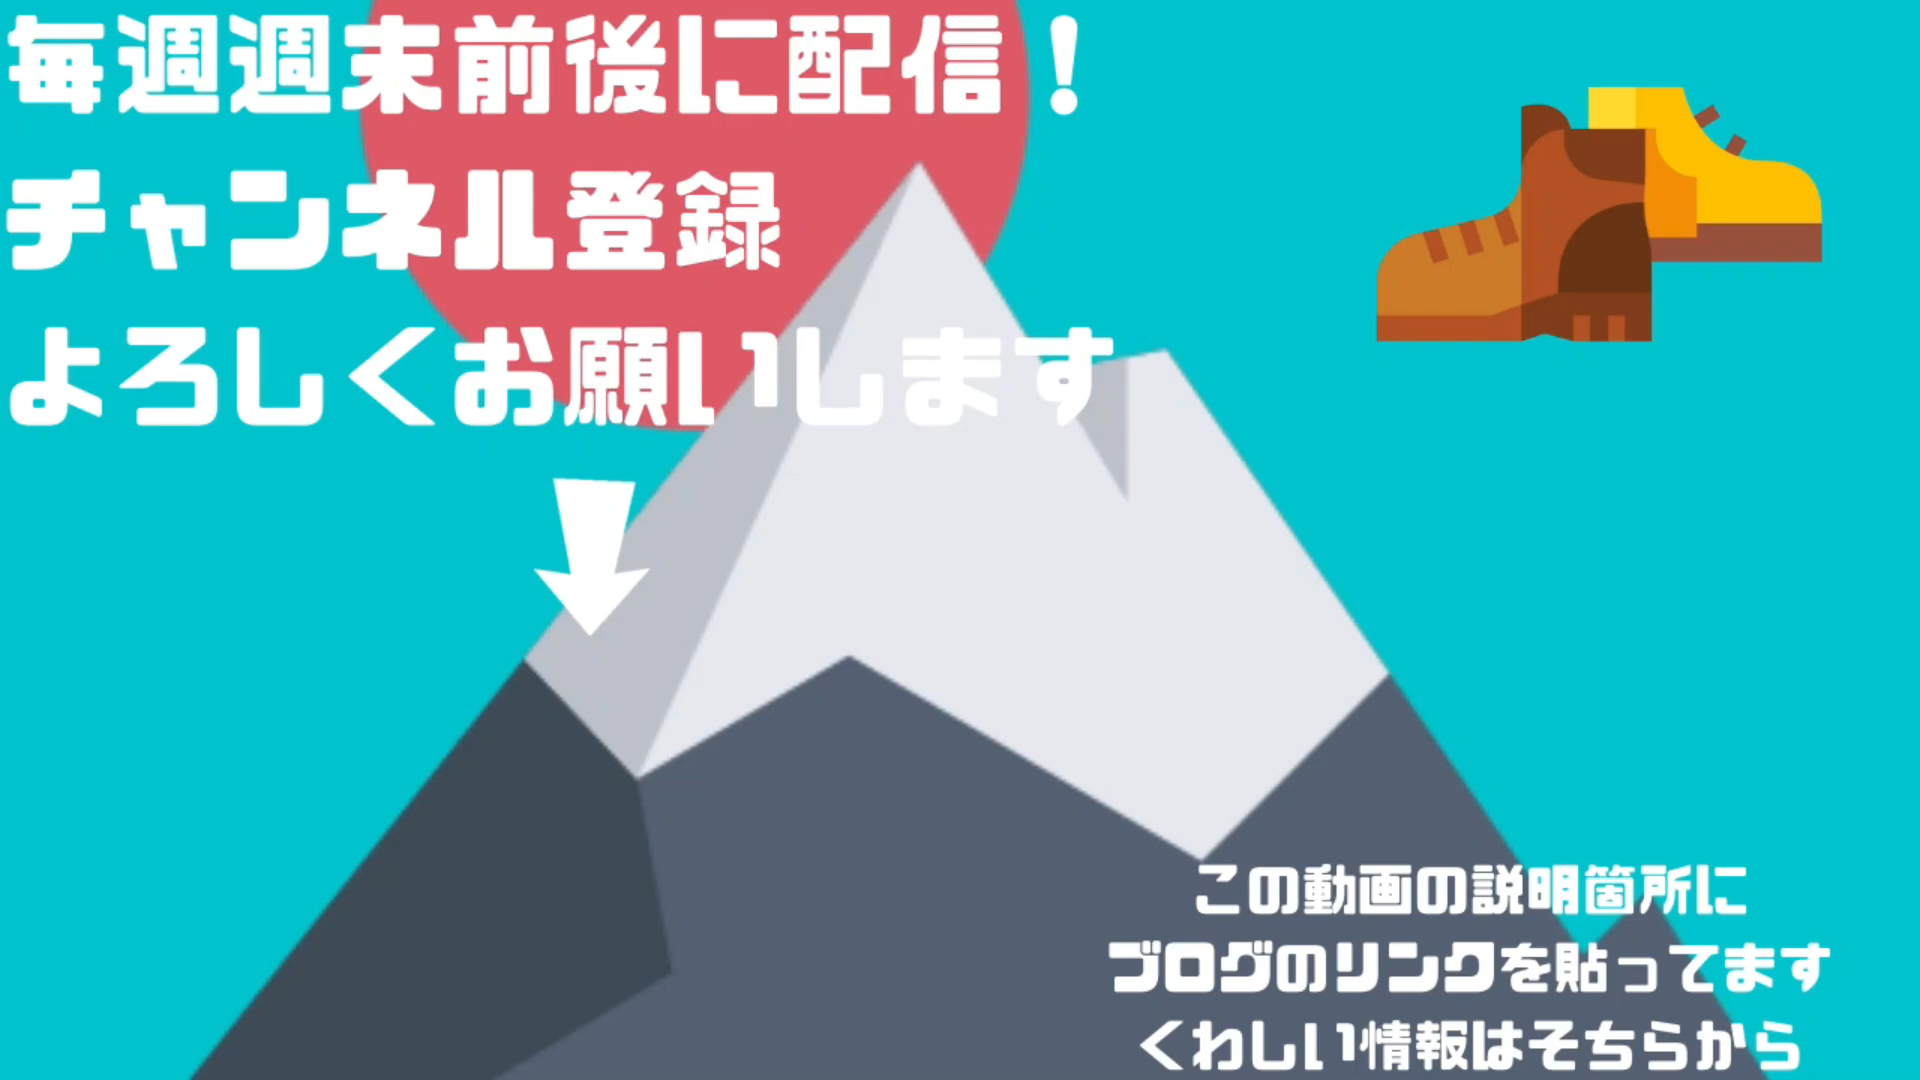 毎週週末前後に配信！
チャンネル登録
よろしくお願いします
この動画の説明箇所に
ブログのリンクを貼ってます
くわしい情報はそちらから